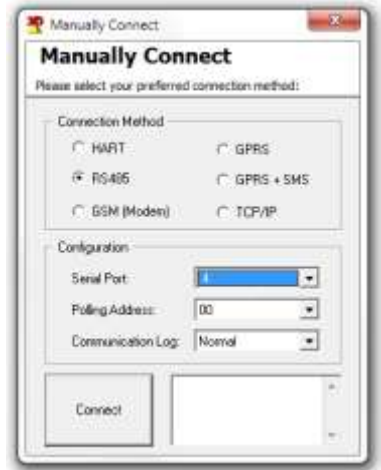 Manually Connect
Manually Connect
Please select your preferred connection method:
Connection Method
HART
GPRS
RS485
GPRS + SMS
GSM (Modem)
TCP/IP
Configuration
Serial Port:
4
Polling Address:
00
Communication Log:
Normal
Connect